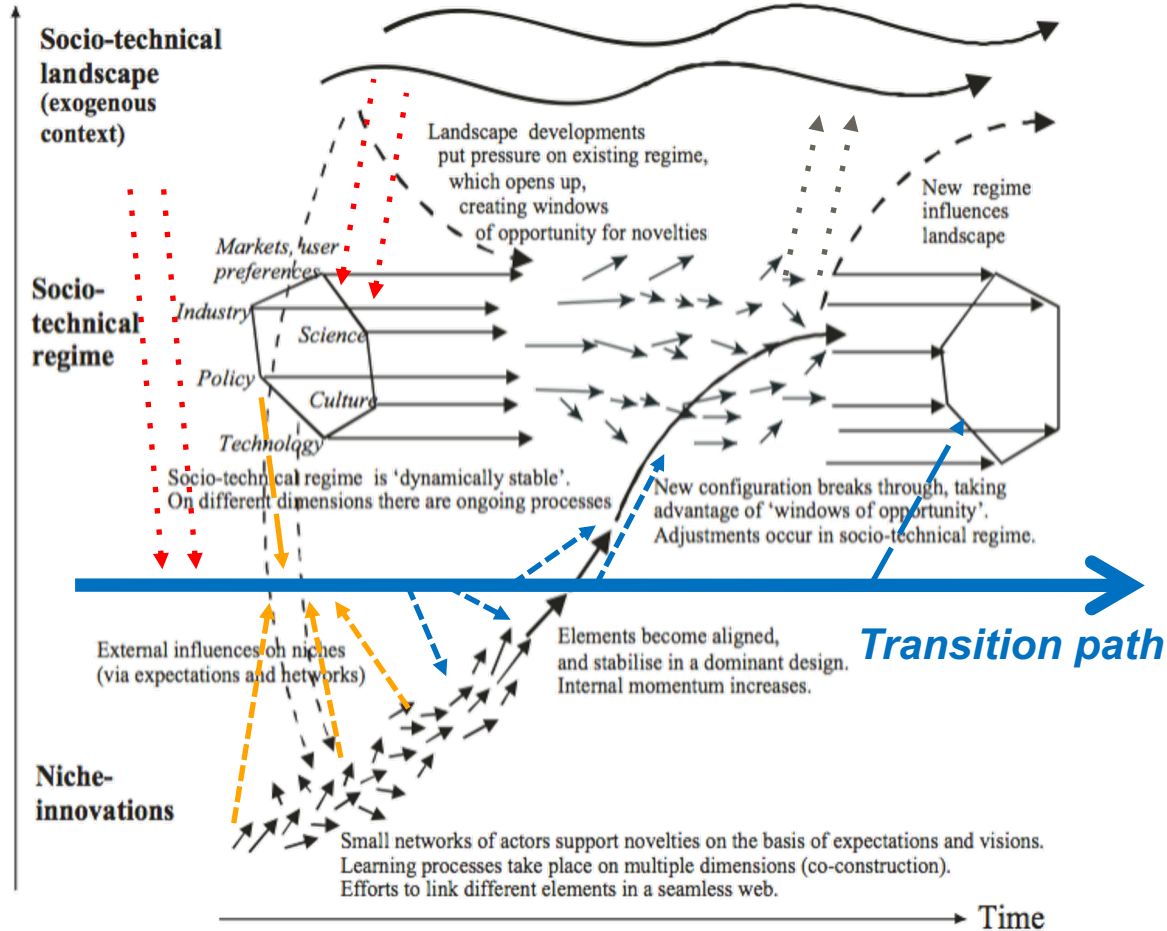 Socio-technical
landscape
(exogenous
context)
Landscape developments
put pressure on existing regime,
which opens up,
creating windows
of opportunity for novelties
New regime
influences
landscape
Markets, user
preferences
Socio-
technical
regime
Industry
Science
Policy
Culture
Technology
Socio-technical regime is ‘dynamically stable’.
On different dimensions there are ongoing processes
New configuration breaks through, taking
advantage of ‘windows of opportunity’.
Adjustments occur in socio-technical regime.
Transition path
External influences on niches
(via expectations and networks)
Elements become aligned,
and stabilise in a dominant design.
Internal momentum increases.
Niche-
innovations
Small networks of actors support novelties on the basis of expectations and visions.
Learning processes take place on multiple dimensions (co-construction).
Efforts to link different elements in a seamless web.
Time